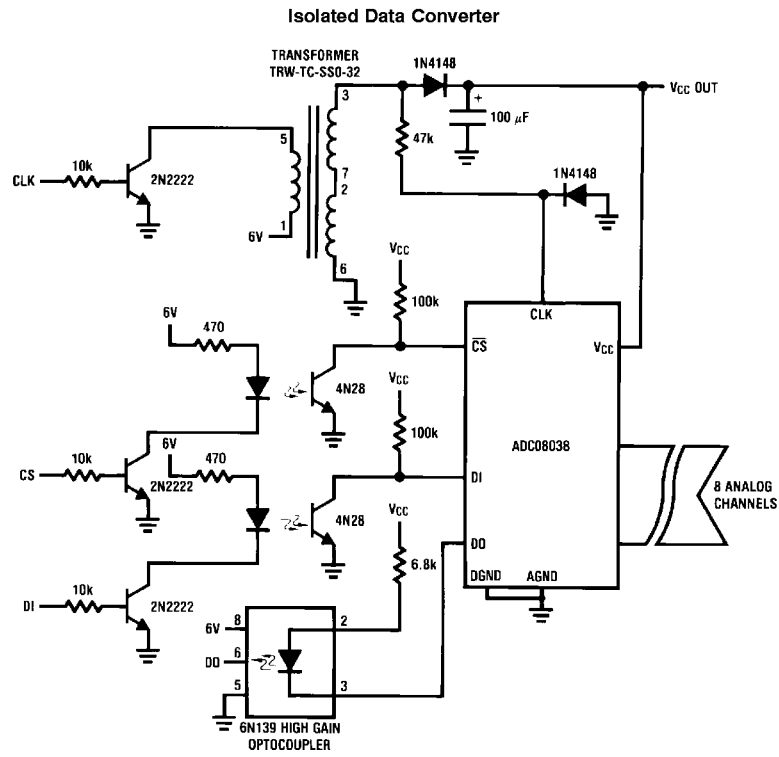 Isolated Data Converter
TRANSFORMER
TRW-TC-SSO-32
1N4148
3
VCC OUT
+
100 μF
5
47k
10k
CLK
2N2222
7
2
1N4148
1
6V
6
VCC
100k
CLK
6V
470
CS
VCC
4N28
VCC
100k
ADC08038
6V
470
CS
10k
2N2222
DI
8 ANALOG
CHANNELS
4N28
VCC
DO
6.8k
DGND
AGND
10k
DI
2N2222
6V
8
2
DO
6
5
3
6N139 HIGH GAIN
OPTOCOUPLER